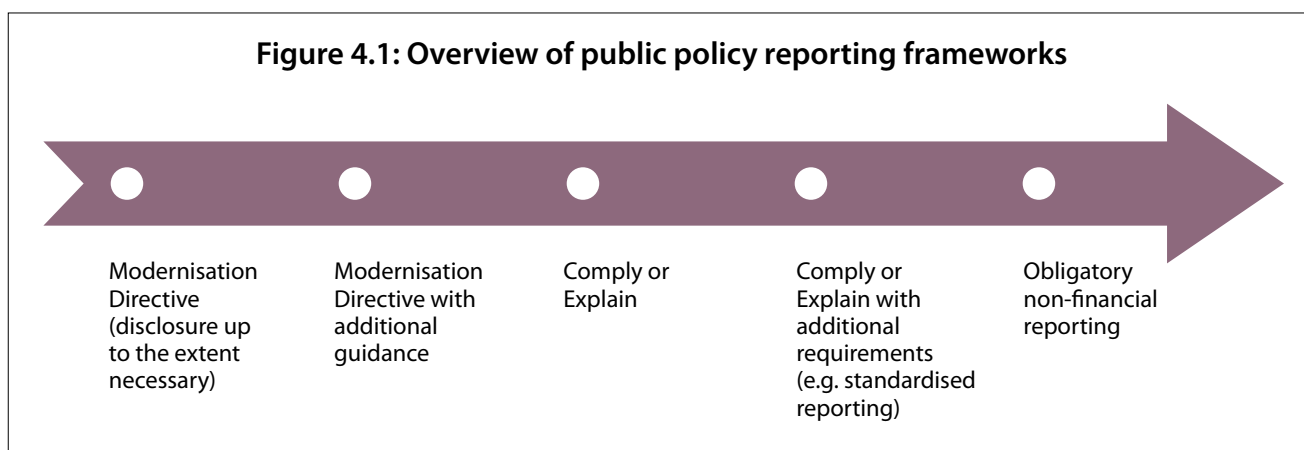 Figure 4.1: Overview of public policy reporting frameworks
Modernisation
Directive
(disclosure up
to the extent
necessary)
Modernisation
Directive with
additional
guidance
Comply or
Explain
Comply or
Explain with
additional
requirements
(e.g. standardised
reporting)
Obligatory
non-financial
reporting